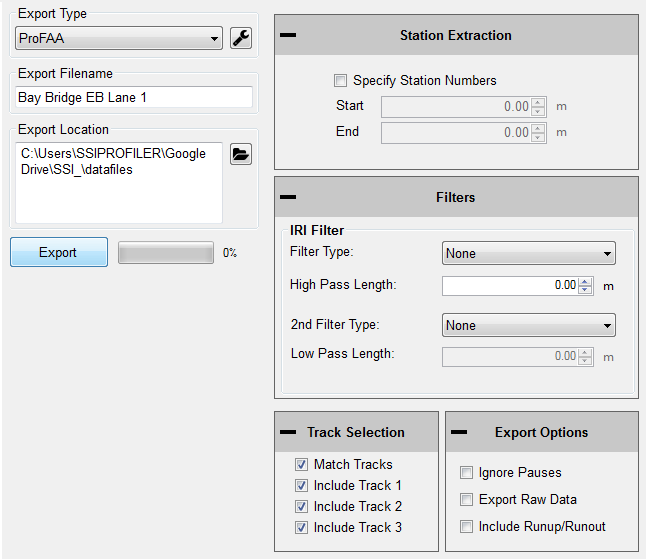 Export Type
ProFAA
Export Filename
Bay Bridge EB Lane 1
Export Location
C:\Users\SSIPROFILER\Google
Drive\SSI_\datafiles
Export
0%
Station Extraction
Specify Station Numbers
Start 0.00 m
End 0.00 m
Filters
IRI Filter
Filter Type: None
High Pass Length: 0.00 m
2nd Filter Type: None
Low Pass Length: 0.00 m
Track Selection
Match Tracks
Include Track 1
Include Track 2
Include Track 3
Export Options
Ignore Pauses
Export Raw Data
Include Runup/Runout